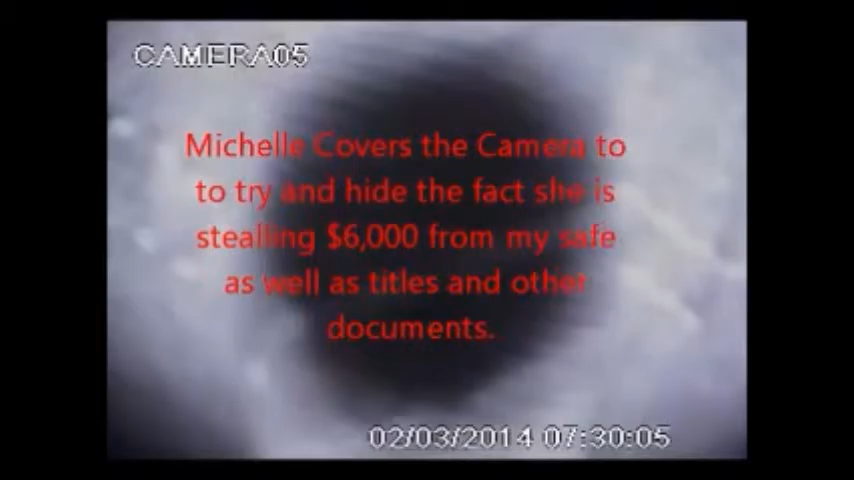 CAMERA05
Michelle Covers the Camera to
to try and hide the fact she is
stealling $6,000 from my safe
as well as titles and other
documents.
02/03/2014 07:30:05